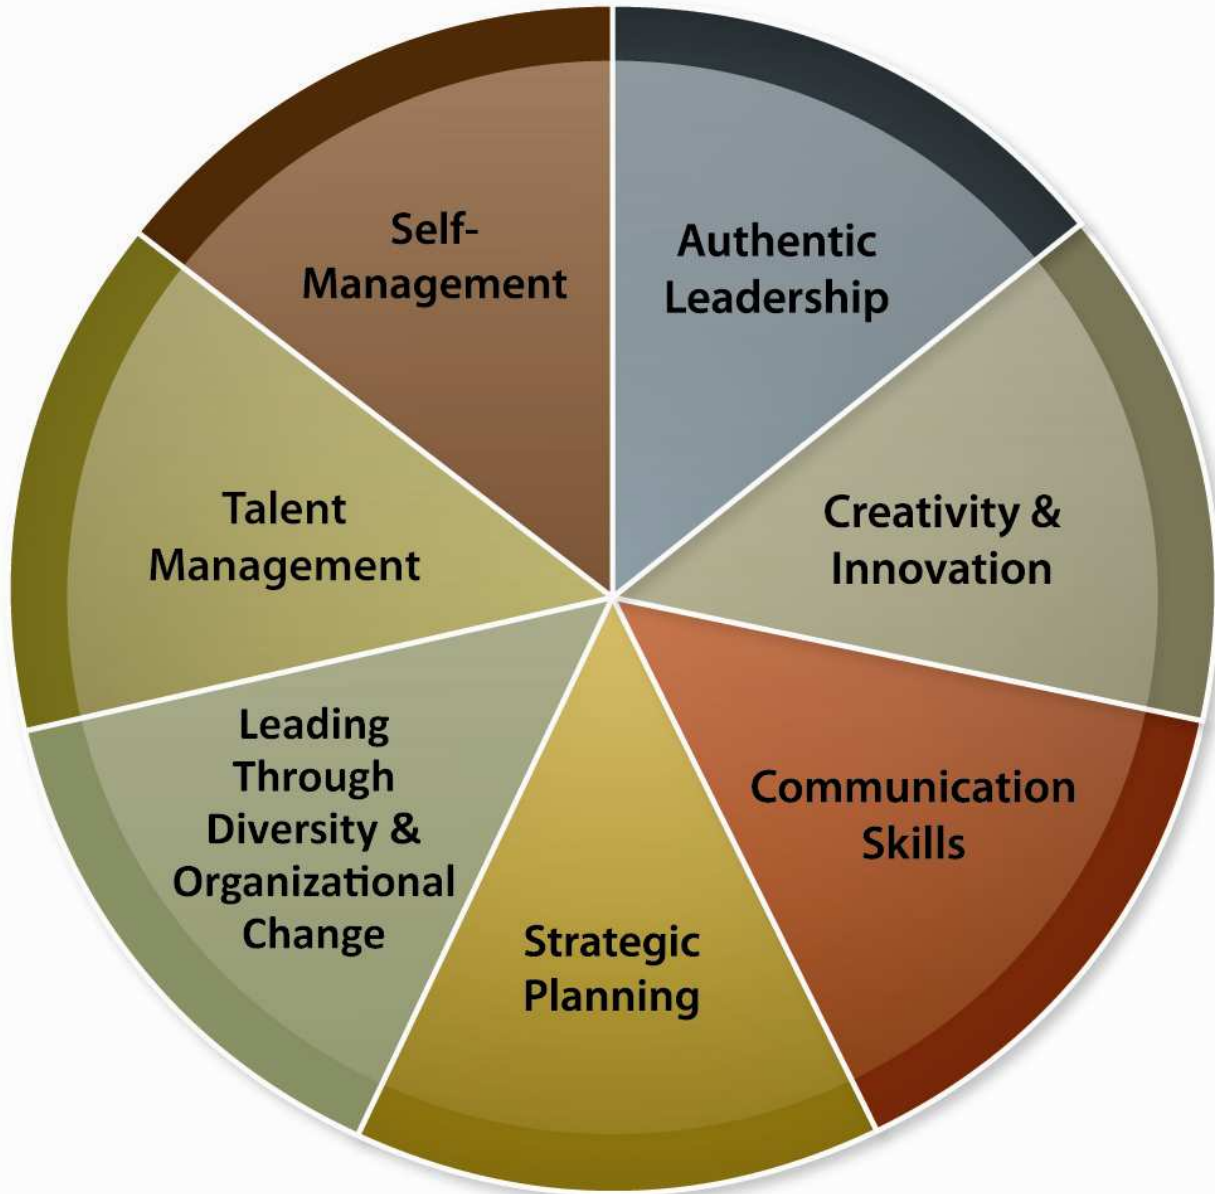 Self-
Management
Authentic
Leadership
Creativity &
Innovation
Communication
Skills
Strategic
Planning
Leading
Through
Diversity &
Organizational
Change
Talent
Management